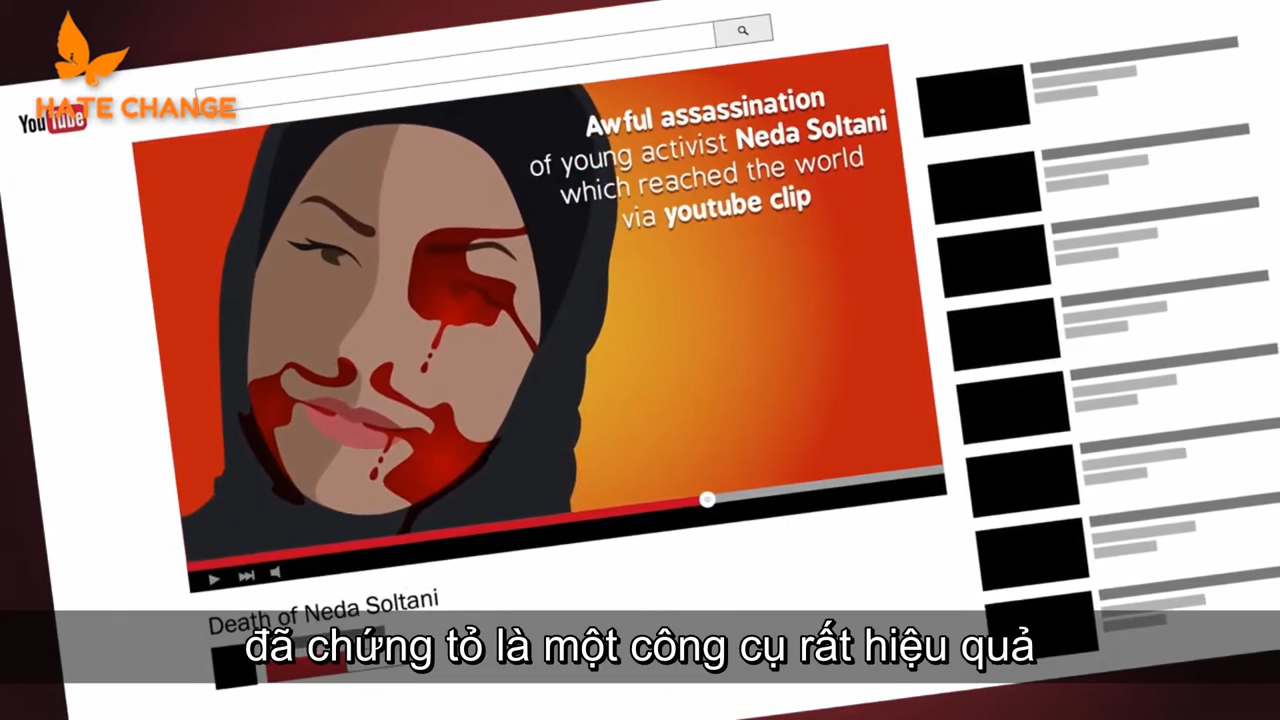 HATE CHANGE
YouTube
Awful assassination
of young activist Neda Soltani
which reached the world
via youtube clip
Death of Neda Soltani
đã chứng tỏ là một công cụ rất hiệu quả